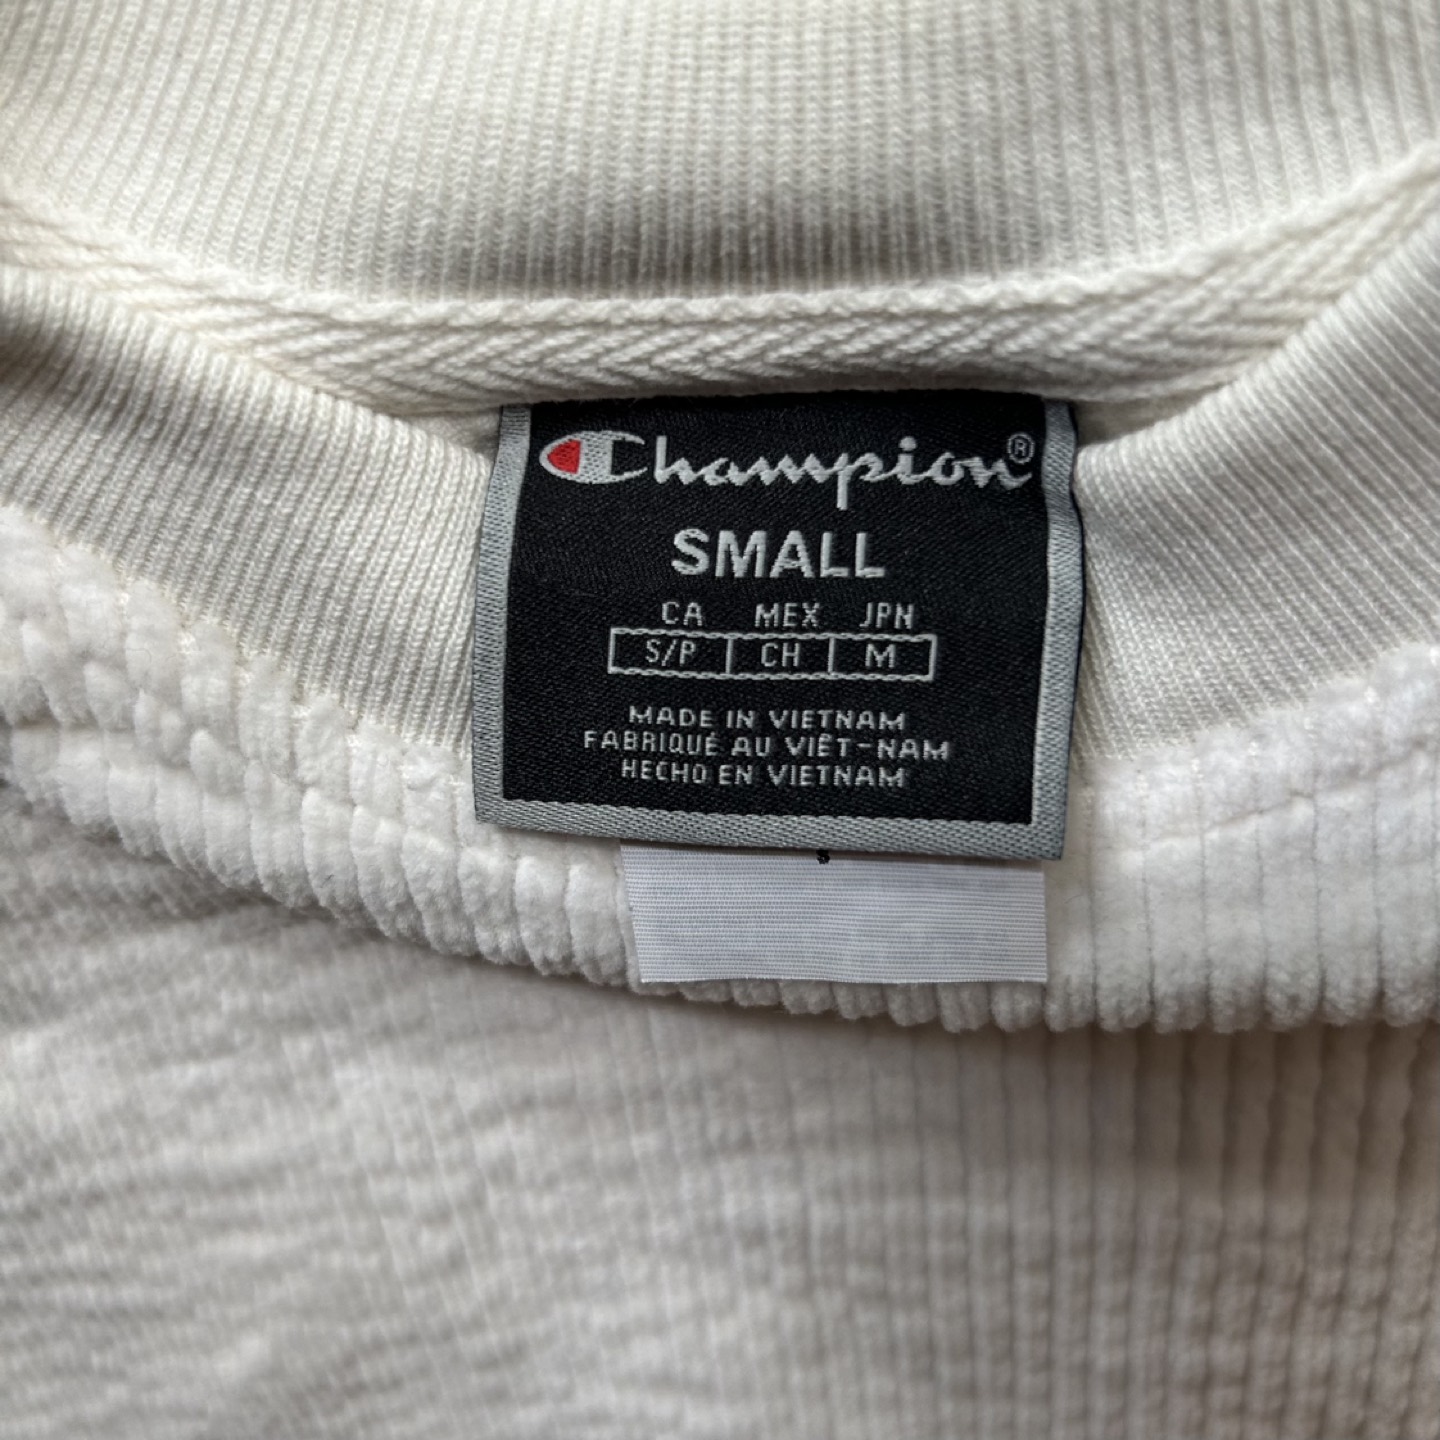 Champion®
SMALL
CA MEX JPN
S/P CH M
MADE IN VIETNAM
FABRIQUÉ AU VIÊT-NAM
HECHO EN VIETNAM